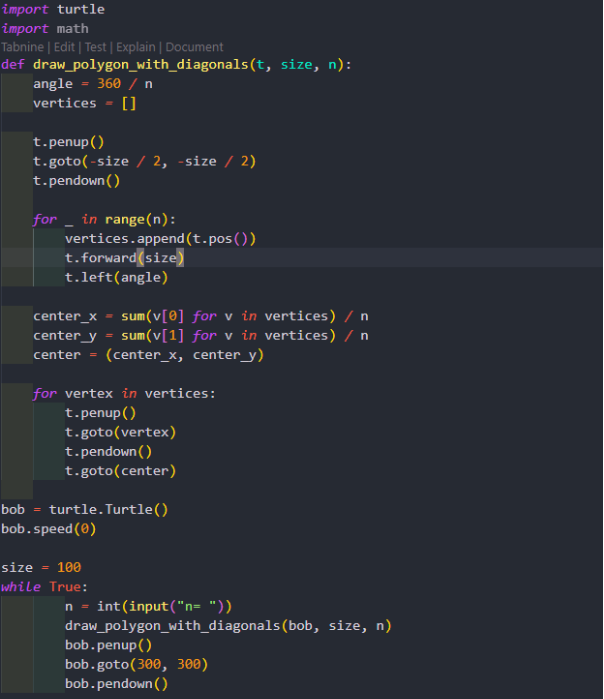 import turtle
import math
Tabnine | Edit | Test | Explain | Document
def draw_polygon_with_diagonals(t, size, n):
    angle = 360 / n
    vertices = []

    t.penup()
    t.goto(-size / 2, -size / 2)
    t.pendown()

    for _ in range(n):
        vertices.append(t.pos())
        t.forward(size)
        t.left(angle)

    center_x = sum(v[0] for v in vertices) / n
    center_y = sum(v[1] for v in vertices) / n
    center = (center_x, center_y)

    for vertex in vertices:
        t.penup()
        t.goto(vertex)
        t.pendown()
        t.goto(center)

bob = turtle.Turtle()
bob.speed(0)

size = 100
while True:
        n = int(input("n= "))
        draw_polygon_with_diagonals(bob, size, n)
        bob.penup()
        bob.goto(300, 300)
        bob.pendown()